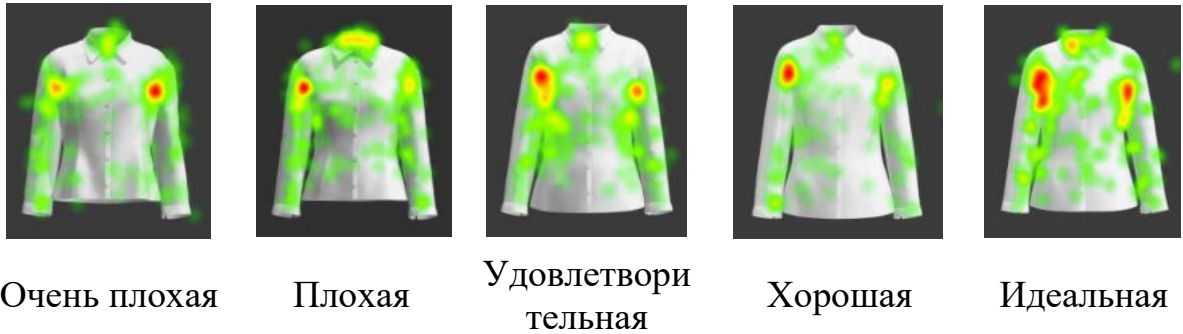 Очень плохая
Плохая
Удовлетвори
тельная
Хорошая
Идеальная